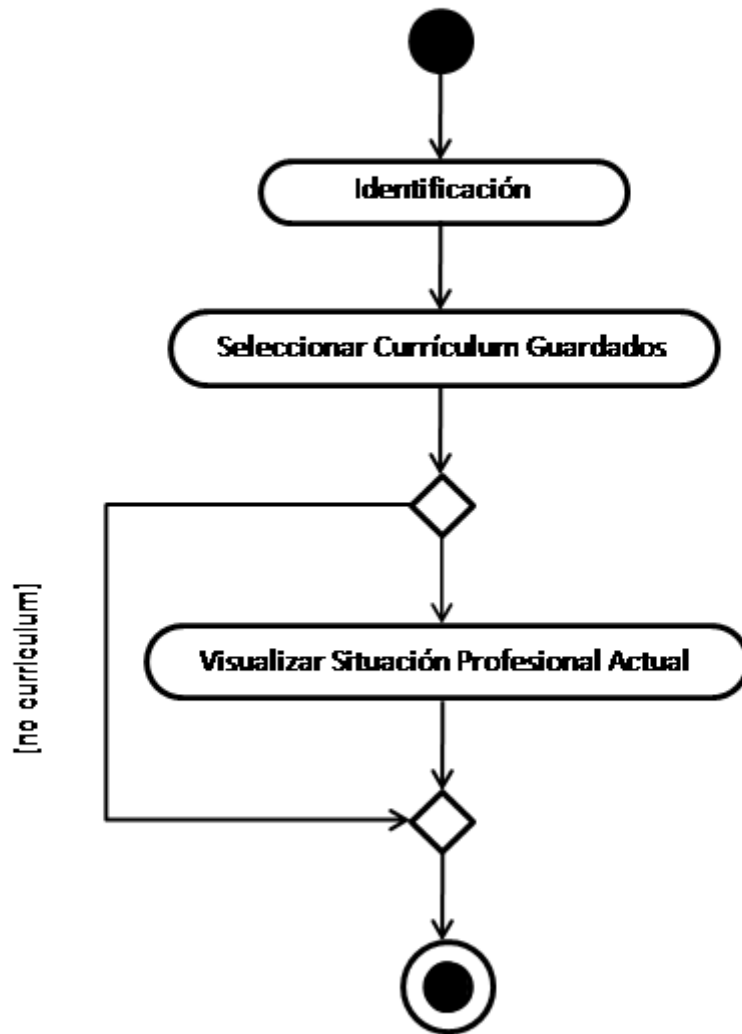 Identificación
Seleccionar Currículum Guardados
[no curriculum]
Visualizar Situación Profesional Actual